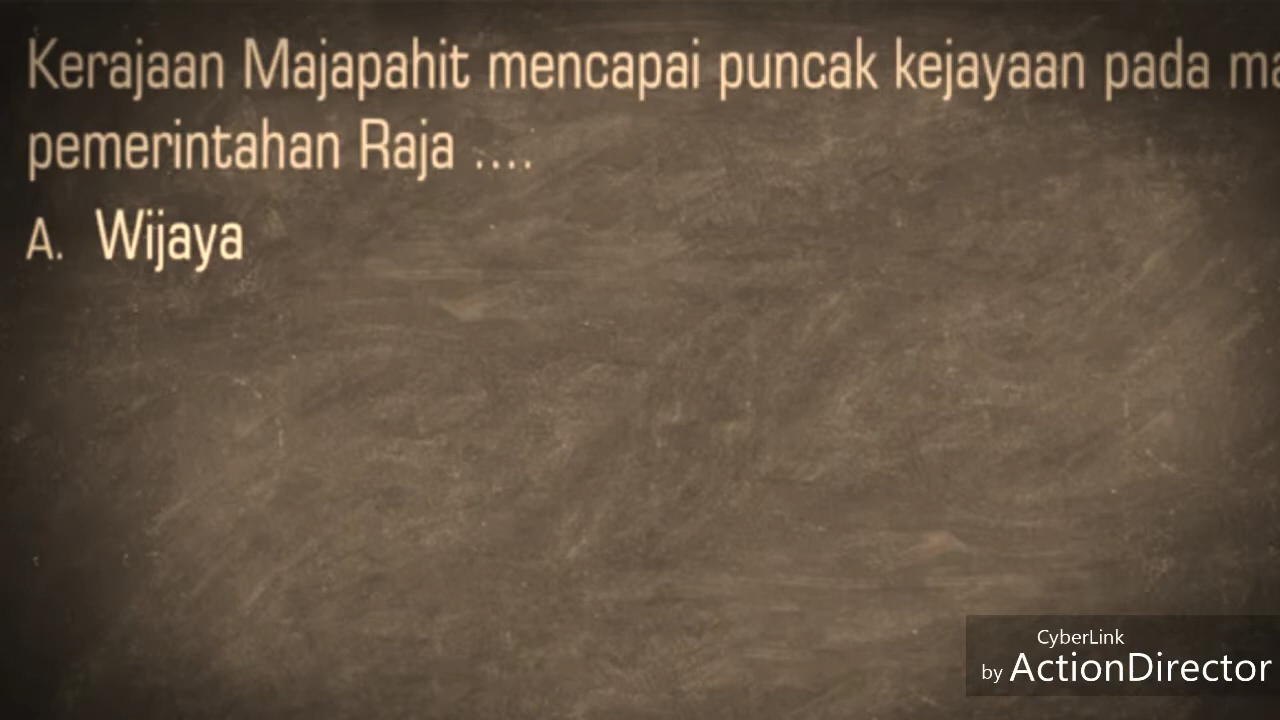 Kerajaan Majapahit mencapai puncak kejayaan pada ma
pemerintahan Raja ....
A. Wijaya
CyberLink
by ActionDirector